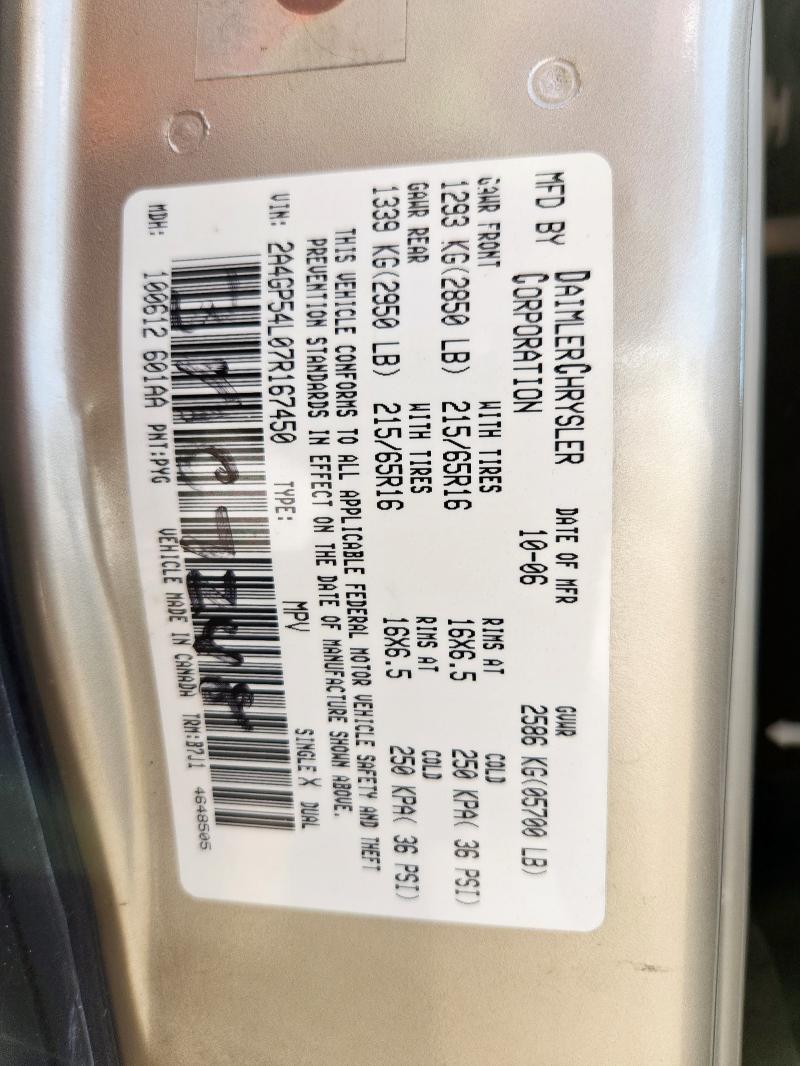 MFD BY DAIMLERCHRYSLER CORPORATION
DATE OF MFR 10-06
GVWR 2586 KG(05700 LB)
GAWR FRONT WITH TIRES RIMS AT COLD
1293 KG(2850 LB) 215/65R16 16X6.5 250 KPA( 36 PSI)
GAWR REAR WITH TIRES RIMS AT COLD
1339 KG(2950 LB) 215/65R16 16X6.5 250 KPA( 36 PSI)
THIS VEHICLE CONFORMS TO ALL APPLICABLE FEDERAL MOTOR VEHICLE SAFETY AND THEFT
PREVENTION STANDARDS IN EFFECT ON THE DATE OF MANUFACTURE SHOWN ABOVE.
VIN: 2A4GP54L07R167450 TYPE: MPV SINGLE X DUAL
MDH: 100612 601AA PNT:PYG VEHICLE MADE IN CANADA TRM:B7J1 4648505